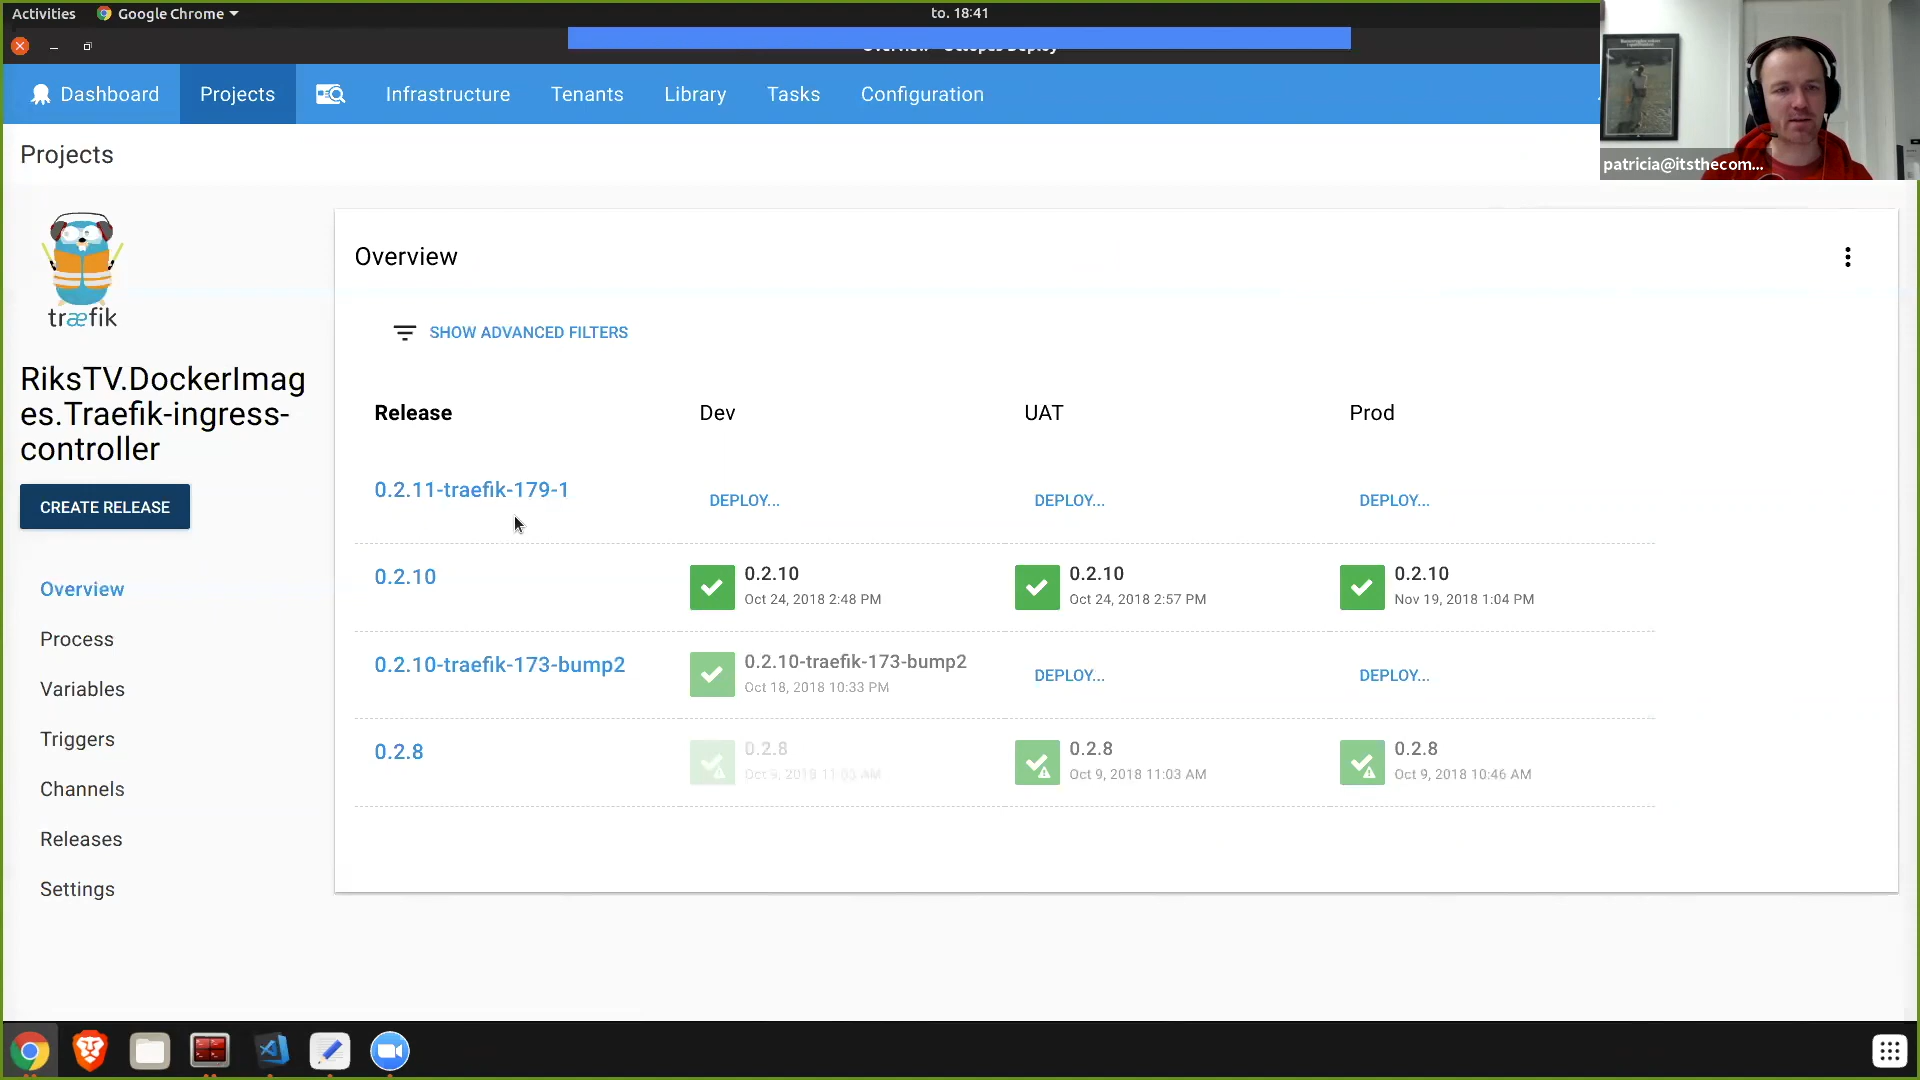 Activities
Google Chrome
to. 18:41
Dashboard
Projects
Infrastructure
Tenants
Library
Tasks
Configuration
patricia@itsthecom...
Projects
træfik
RiksTV.DockerImag
es.Traefik-ingress-
controller
CREATE RELEASE
Overview
Process
Variables
Triggers
Channels
Releases
Settings
Overview
SHOW ADVANCED FILTERS
Release Dev UAT Prod
0.2.11-traefik-179-1 DEPLOY... DEPLOY... DEPLOY...
0.2.10
0.2.10 0.2.10 0.2.10
Oct 24, 2018 2:48 PM Oct 24, 2018 2:57 PM Nov 19, 2018 1:04 PM
0.2.10-traefik-173-bump2
0.2.10-traefik-173-bump2
Oct 18, 2018 10:33 PM
DEPLOY... DEPLOY...
0.2.8
0.2.8 0.2.8 0.2.8
Oct 9, 2018 11:03 AM Oct 9, 2018 11:03 AM Oct 9, 2018 10:46 AM